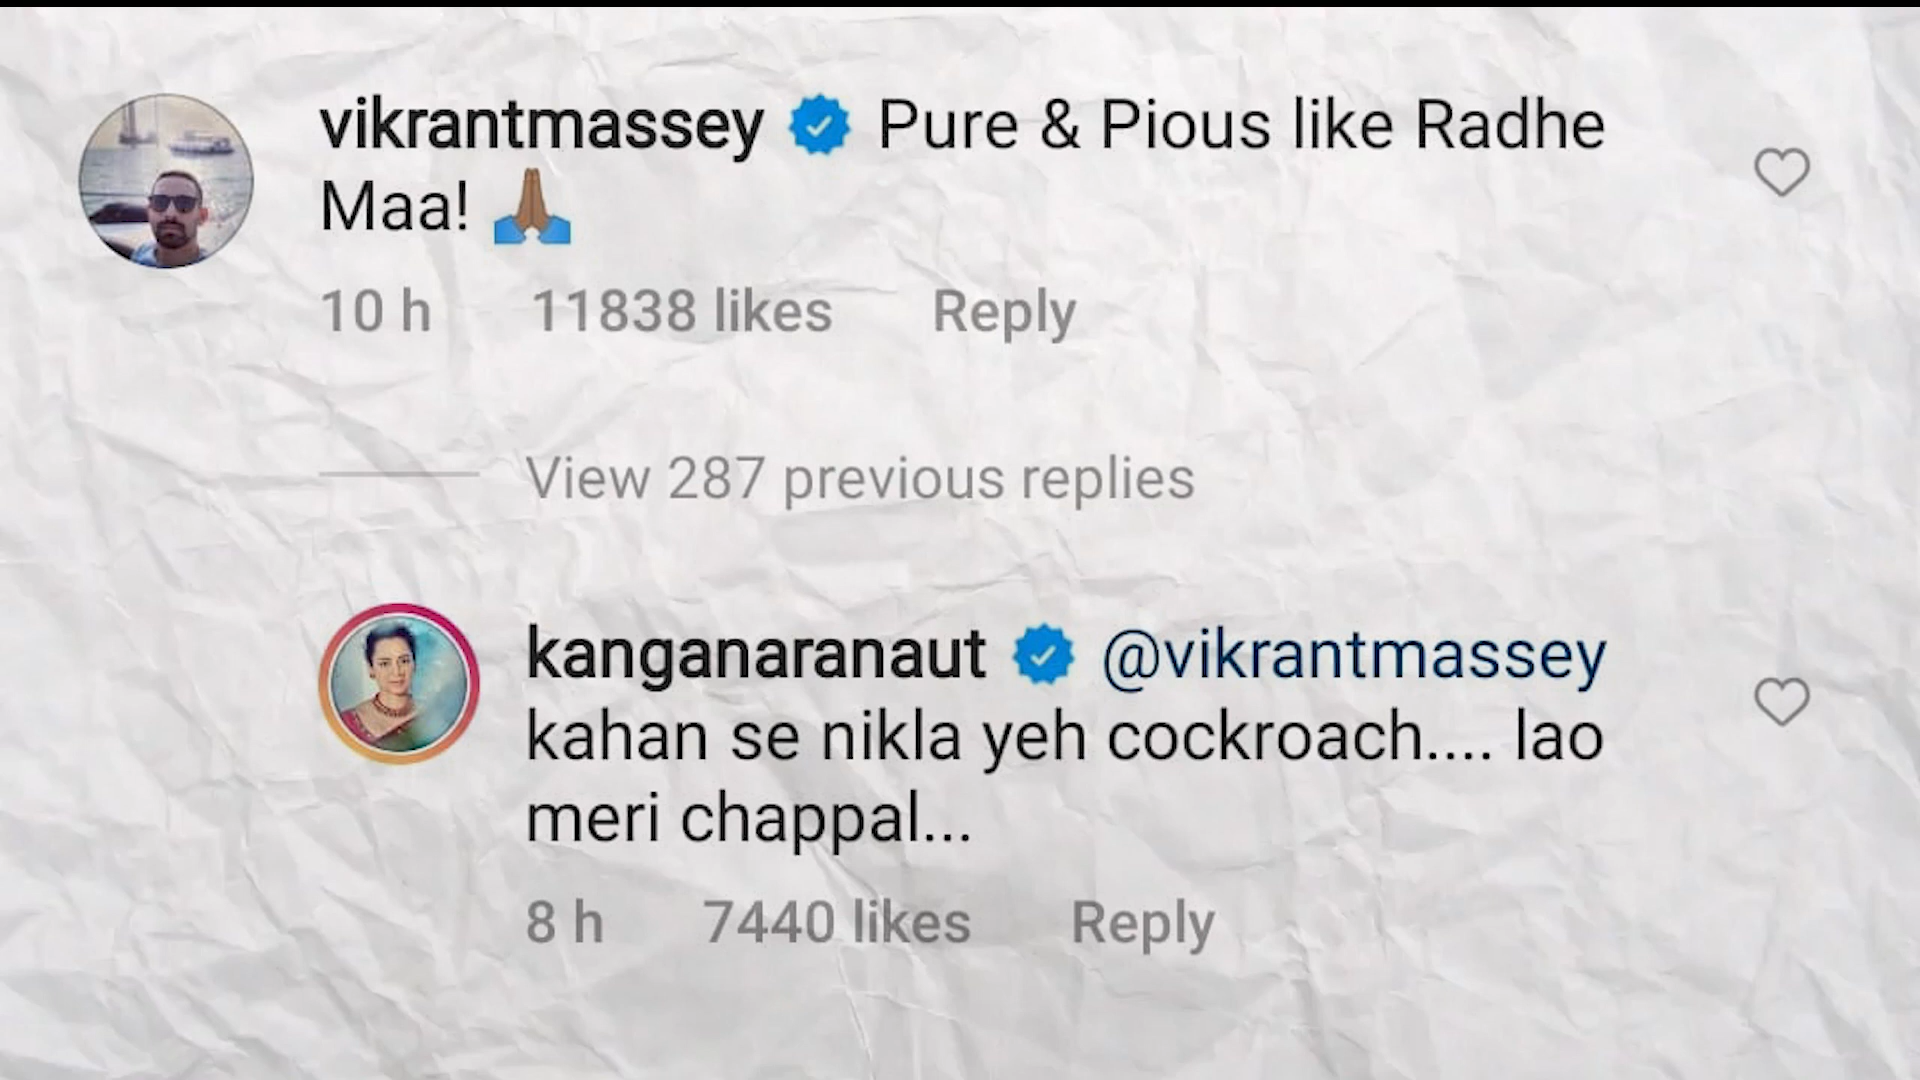 vikrantmassey Pure & Pious like Radhe
Maa! 🙏🏽
10 h 11838 likes Reply
View 287 previous replies
kanganaranaut @vikrantmassey
kahan se nikla yeh cockroach.... lao
meri chappal...
8 h 7440 likes Reply